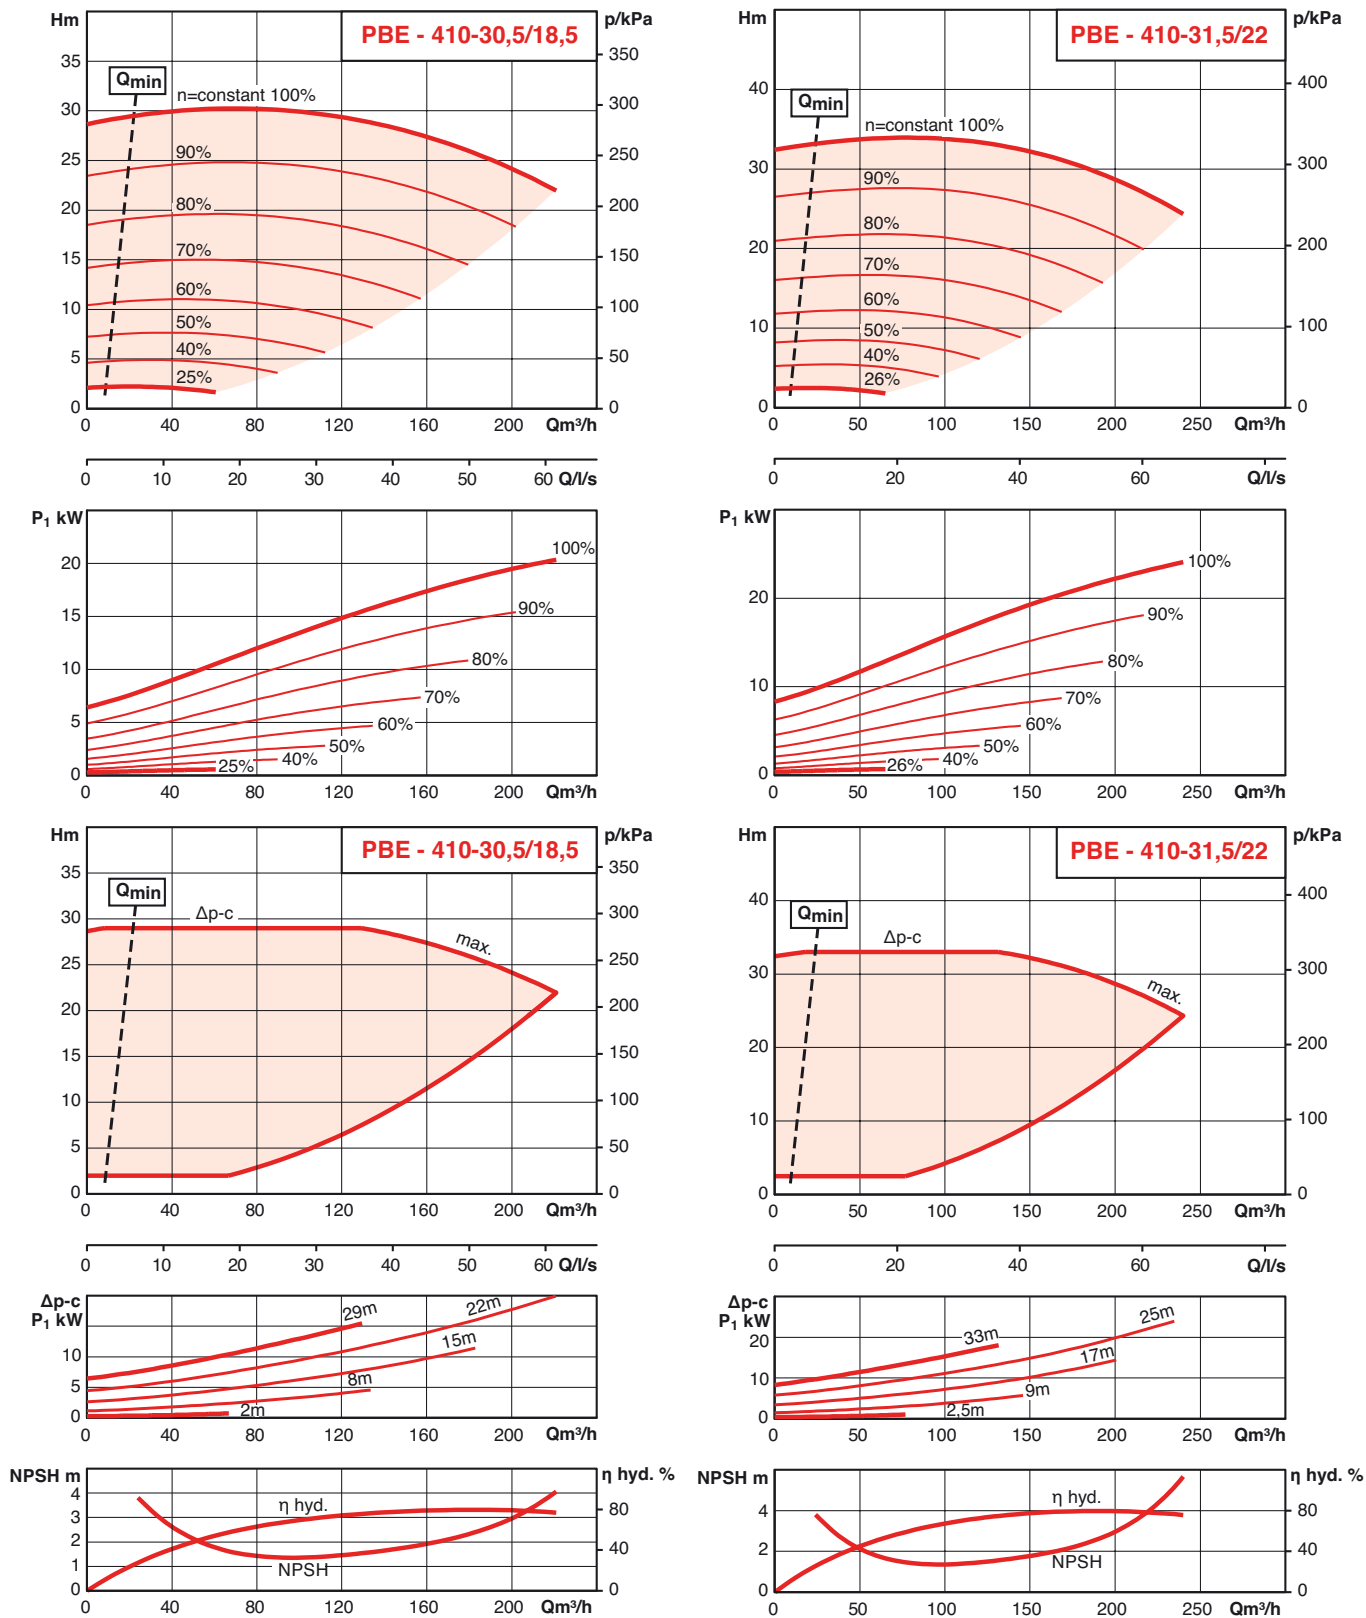 Hm
p/kPa
PBE - 410-30,5/18,5
Qmin
n=constant 100%
90%
80%
70%
60%
50%
40%
25%
35
30
25
20
15
10
5
0
350
300
250
200
150
100
50
0
0 40 80 120 160 200 Qm³/h
0 10 20 30 40 50 60 Q/l/s
P₁ kW
20
15
10
5
0
100%
90%
80%
70%
60%
50%
40%
25%
0 40 80 120 160 200 Qm³/h
Hm
p/kPa
PBE - 410-30,5/18,5
Qmin
Δp-c
max.
35
30
25
20
15
10
5
0
350
300
250
200
150
100
50
0
0 40 80 120 160 200 Qm³/h
0 10 20 30 40 50 60 Q/l/s
Δp-c
P₁ kW
10
5
0
29m
22m
15m
8m
2m
0 40 80 120 160 200 Qm³/h
NPSH m
η hyd. %
4
3
2
1
0
80
40
0
η hyd.
NPSH
0 40 80 120 160 200 Qm³/h
Hm
p/kPa
PBE - 410-31,5/22
Qmin
n=constant 100%
90%
80%
70%
60%
50%
40%
26%
40
30
20
10
0
400
300
200
100
0
0 50 100 150 200 250 Qm³/h
0 20 40 60 Q/l/s
P₁ kW
20
10
0
100%
90%
80%
70%
60%
50%
40%
26%
0 50 100 150 200 250 Qm³/h
Hm
p/kPa
PBE - 410-31,5/22
Qmin
Δp-c
max.
40
30
20
10
0
400
300
200
100
0
0 50 100 150 200 250 Qm³/h
0 20 40 60 Q/l/s
Δp-c
P₁ kW
20
10
0
33m
25m
17m
9m
2,5m
0 50 100 150 200 250 Qm³/h
NPSH m
η hyd. %
4
2
0
80
40
0
η hyd.
NPSH
0 50 100 150 200 250 Qm³/h